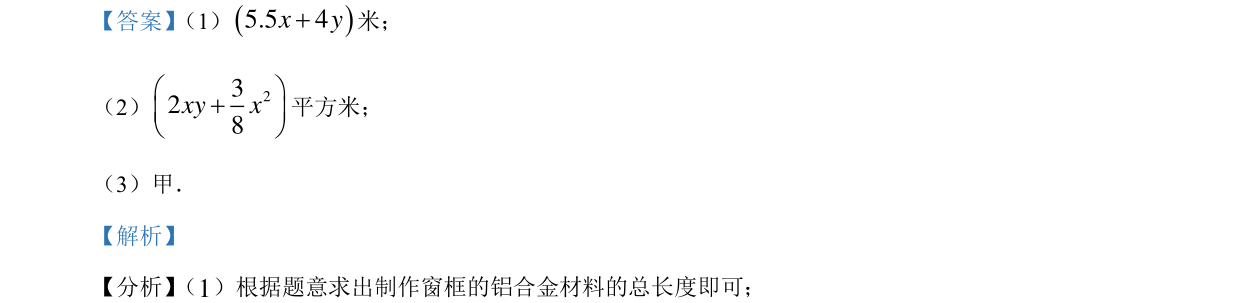 【答案】（1）(5.5x+4y)米；
（2）(2xy+3/8 x²)平方米；
（3）甲．
【解析】
【分析】（1）根据题意求出制作窗框的铝合金材料的总长度即可；